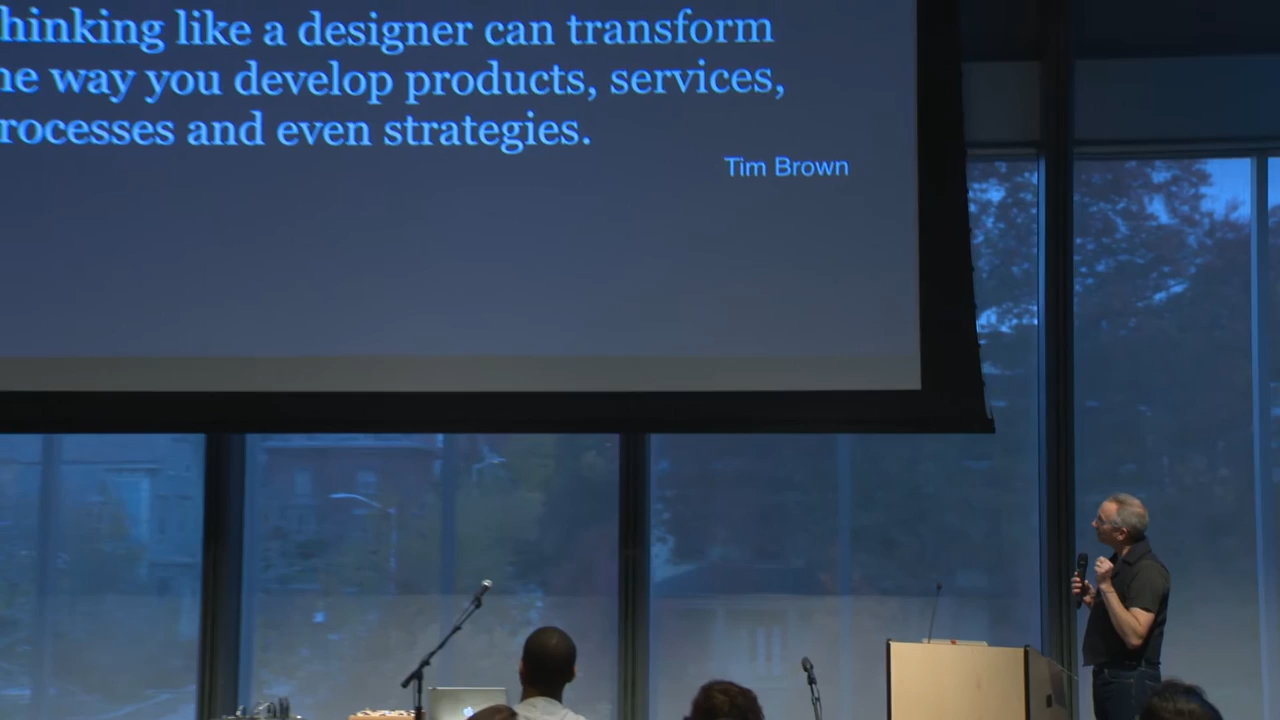 hinking like a designer can transform
he way you develop products, services,
rocesses and even strategies.
Tim Brown